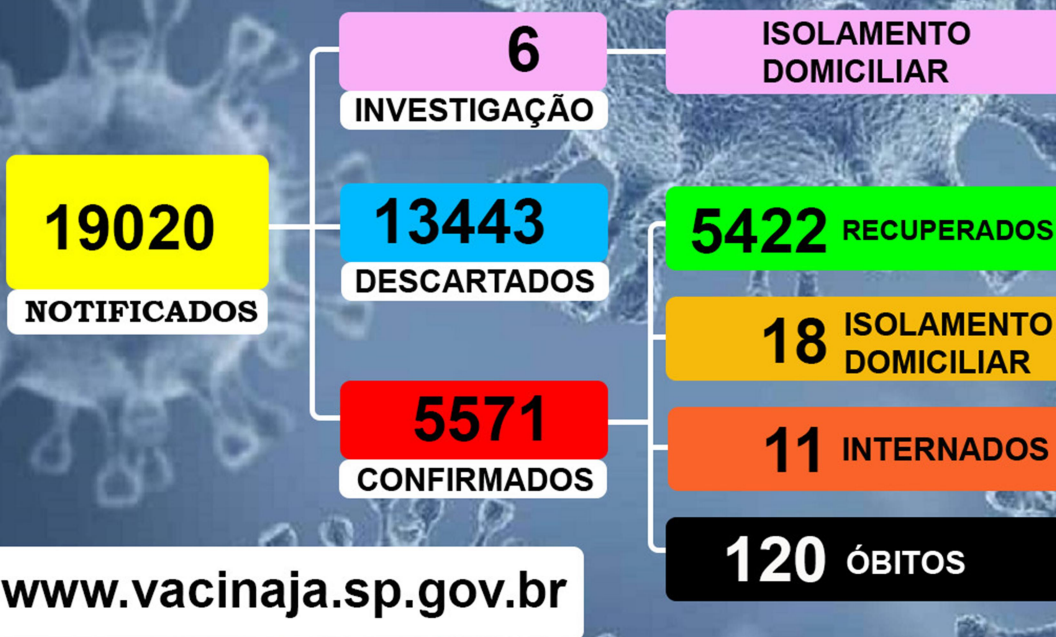 19020
NOTIFICADOS
6
INVESTIGAÇÃO
ISOLAMENTO
DOMICILIAR
13443
DESCARTADOS
5571
CONFIRMADOS
5422 RECUPERADOS
18 ISOLAMENTO
DOMICILIAR
11 INTERNADOS
120 ÓBITOS
www.vacinaja.sp.gov.br